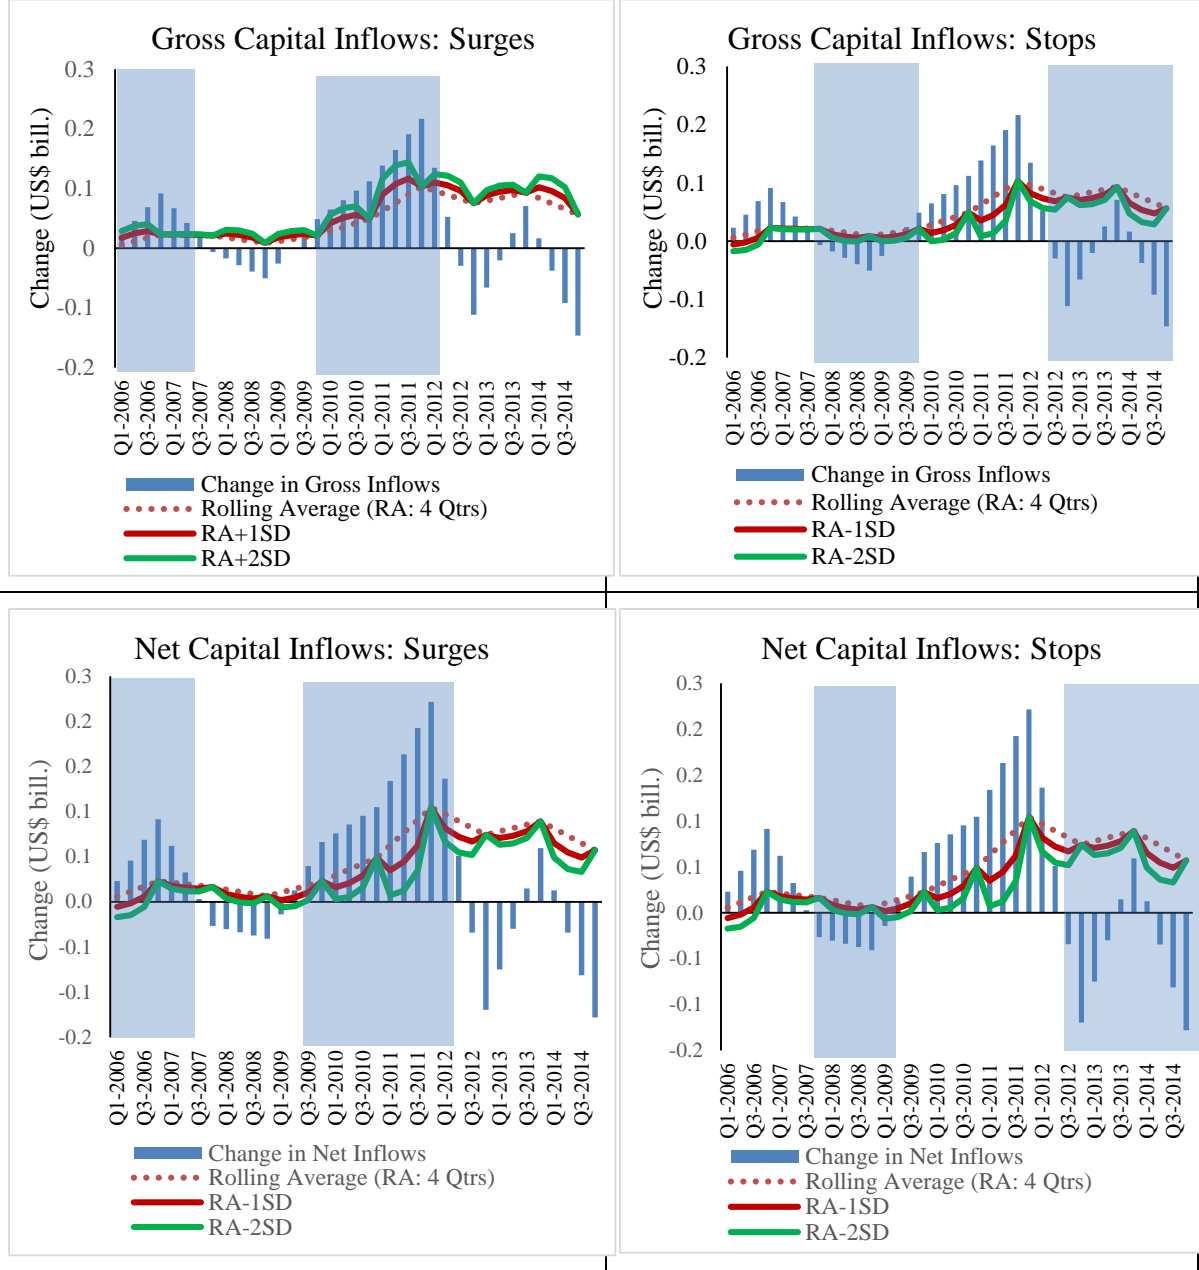 Gross Capital Inflows: Surges
Change (US$ bill.)
0.3
0.2
0.1
0
-0.1
-0.2
Q1-2006
Q3-2006
Q1-2007
Q3-2007
Q1-2008
Q3-2008
Q1-2009
Q3-2009
Q1-2010
Q3-2010
Q1-2011
Q3-2011
Q1-2012
Q3-2012
Q1-2013
Q3-2013
Q1-2014
Q3-2014
Change in Gross Inflows
Rolling Average (RA: 4 Qtrs)
RA+1SD
RA+2SD
Gross Capital Inflows: Stops
Change (US$ bill.)
0.3
0.2
0.1
0.0
-0.1
-0.2
Q1-2006
Q3-2006
Q1-2007
Q3-2007
Q1-2008
Q3-2008
Q1-2009
Q3-2009
Q1-2010
Q3-2010
Q1-2011
Q3-2011
Q1-2012
Q3-2012
Q1-2013
Q3-2013
Q1-2014
Q3-2014
Change in Gross Inflows
Rolling Average (RA: 4 Qtrs)
RA-1SD
RA-2SD
Net Capital Inflows: Surges
Change (US$ bill.)
0.3
0.2
0.2
0.1
0.1
0.0
-0.1
-0.1
-0.2
Q1-2006
Q3-2006
Q1-2007
Q3-2007
Q1-2008
Q3-2008
Q1-2009
Q3-2009
Q1-2010
Q3-2010
Q1-2011
Q3-2011
Q1-2012
Q3-2012
Q1-2013
Q3-2013
Q1-2014
Q3-2014
Change in Net Inflows
Rolling Average (RA: 4 Qtrs)
RA-1SD
RA-2SD
Net Capital Inflows: Stops
Change (US$ bill.)
0.3
0.2
0.2
0.1
0.1
0.0
-0.1
-0.1
-0.2
Q1-2006
Q3-2006
Q1-2007
Q3-2007
Q1-2008
Q3-2008
Q1-2009
Q3-2009
Q1-2010
Q3-2010
Q1-2011
Q3-2011
Q1-2012
Q3-2012
Q1-2013
Q3-2013
Q1-2014
Q3-2014
Change in Net Inflows
Rolling Average (RA: 4 Qtrs)
RA-1SD
RA-2SD